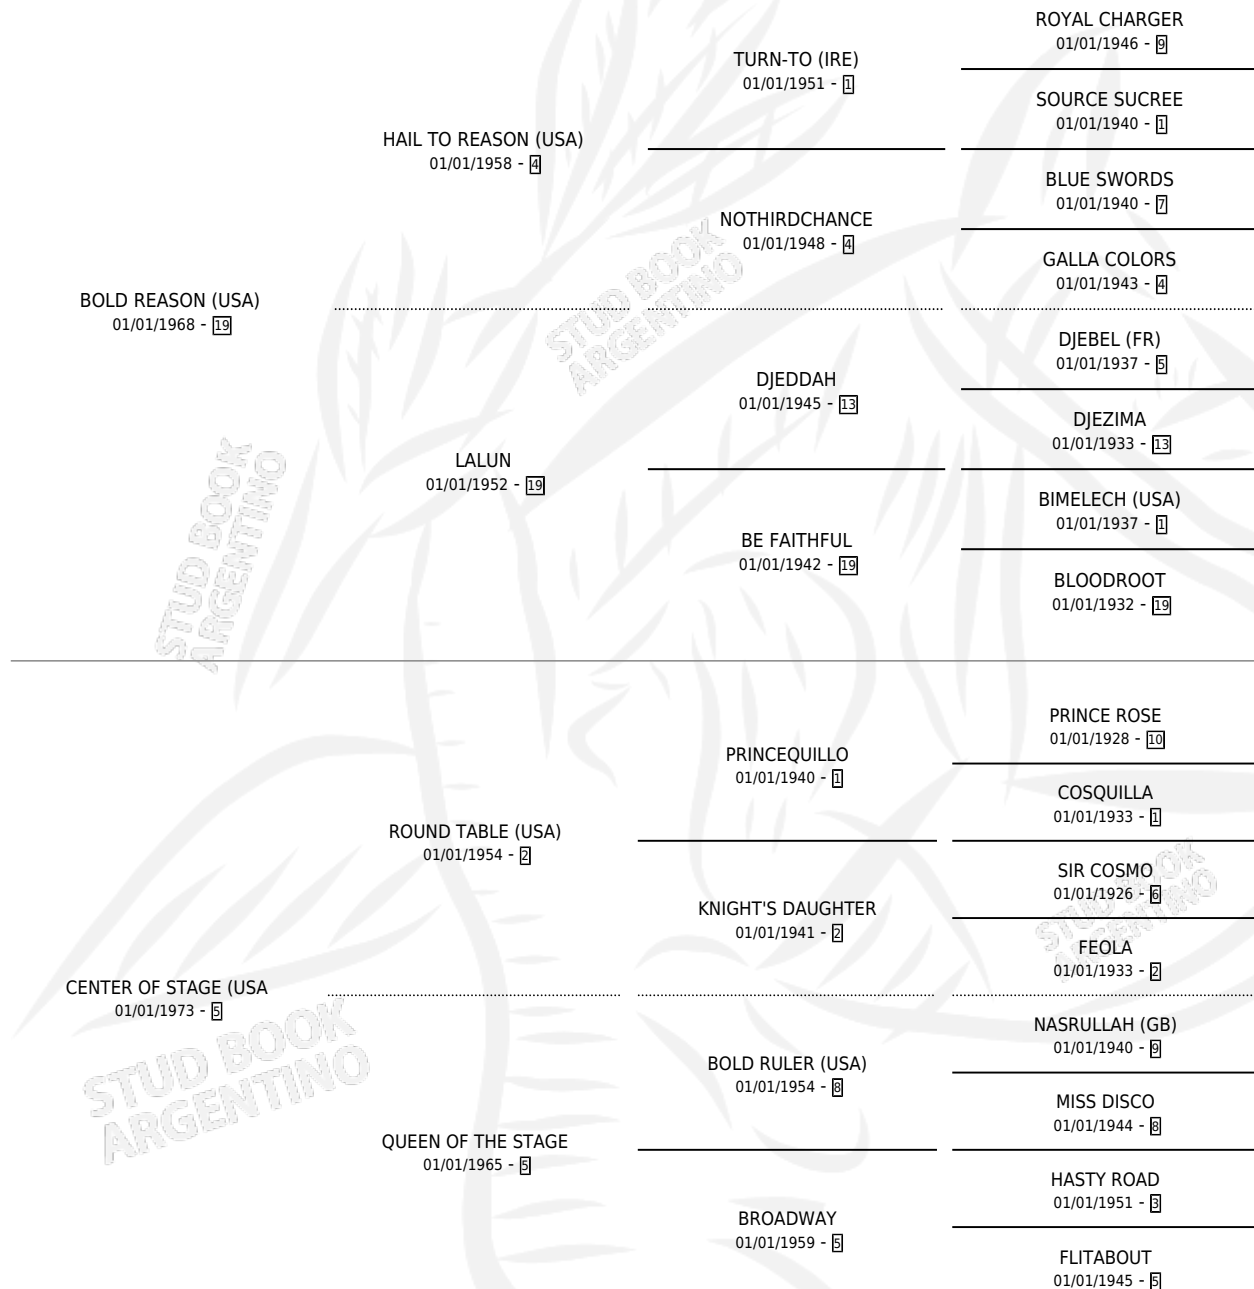 ROYAL CHARGER
01/01/1946 - 9
TURN-TO (IRE)
01/01/1951 - 1
SOURCE SUCREE
01/01/1940 - 1
HAIL TO REASON (USA)
01/01/1958 - 4
BLUE SWORDS
01/01/1940 - 7
NOTHIRDCHANCE
01/01/1948 - 4
GALLA COLORS
01/01/1943 - 4
BOLD REASON (USA)
01/01/1968 - 19
STUD BOOK
ARGENTINO
DJEBEL (FR)
01/01/1937 - 5
DJEDDAH
01/01/1945 - 13
DJEZIMA
01/01/1933 - 13
LALUN
01/01/1952 - 19
BIMELECH (USA)
01/01/1937 - 1
BE FAITHFUL
01/01/1942 - 19
BLOODROOT
01/01/1932 - 19
STUD BOOK
ARGENTINO
PRINCE ROSE
01/01/1928 - 10
PRINCEQUILLO
01/01/1940 - 1
COSQUILLA
01/01/1933 - 1
ROUND TABLE (USA)
01/01/1954 - 2
SIR COSMO
01/01/1926 - 6
KNIGHT'S DAUGHTER
01/01/1941 - 2
STUD BOOK
ARGENTINO
FEOLA
01/01/1933 - 2
CENTER OF STAGE (USA
01/01/1973 - 5
STUD BOOK
ARGENTINO
NASRULLAH (GB)
01/01/1940 - 9
BOLD RULER (USA)
01/01/1954 - 8
MISS DISCO
01/01/1944 - 8
QUEEN OF THE STAGE
01/01/1965 - 5
HASTY ROAD
01/01/1951 - 3
BROADWAY
01/01/1959 - 5
FLITABOUT
01/01/1945 - 5